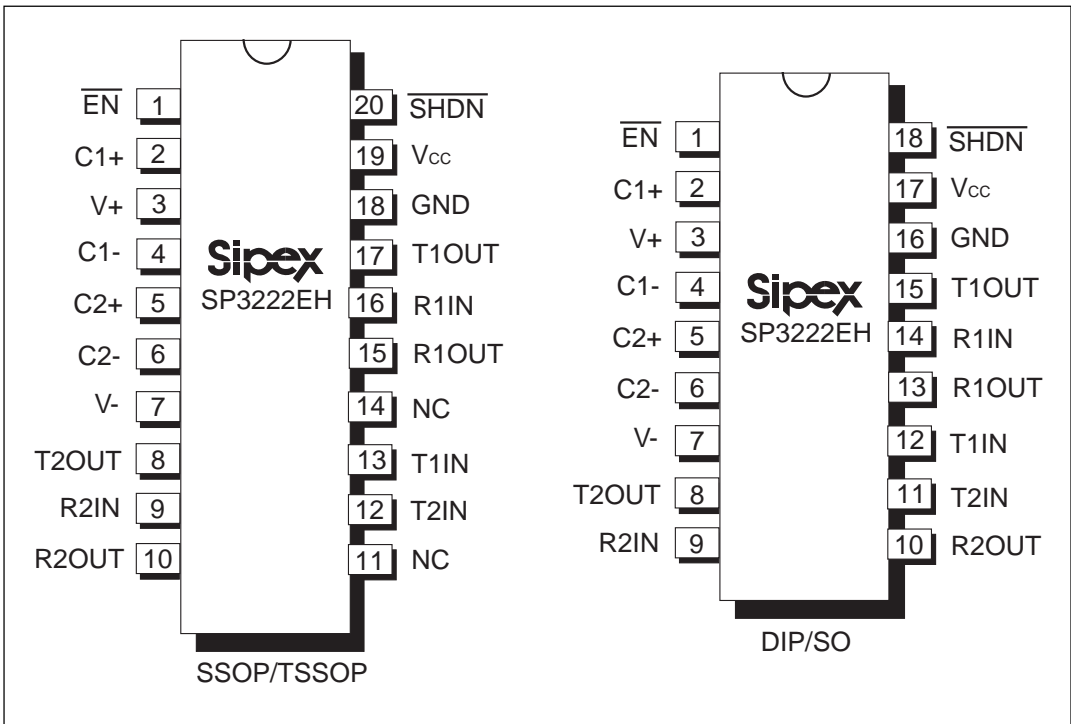 EN 1
C1+ 2
V+ 3
C1- 4
C2+ 5
C2- 6
V- 7
T2OUT 8
R2IN 9
R2OUT 10
Sipex
SP3222EH
20 SHDN
19 Vcc
18 GND
17 T1OUT
16 R1IN
15 R1OUT
14 NC
13 T1IN
12 T2IN
11 NC
SSOP/TSSOP
EN 1
C1+ 2
V+ 3
C1- 4
C2+ 5
C2- 6
V- 7
T2OUT 8
R2IN 9
Sipex
SP3222EH
18 SHDN
17 Vcc
16 GND
15 T1OUT
14 R1IN
13 R1OUT
12 T1IN
11 T2IN
10 R2OUT
DIP/SO